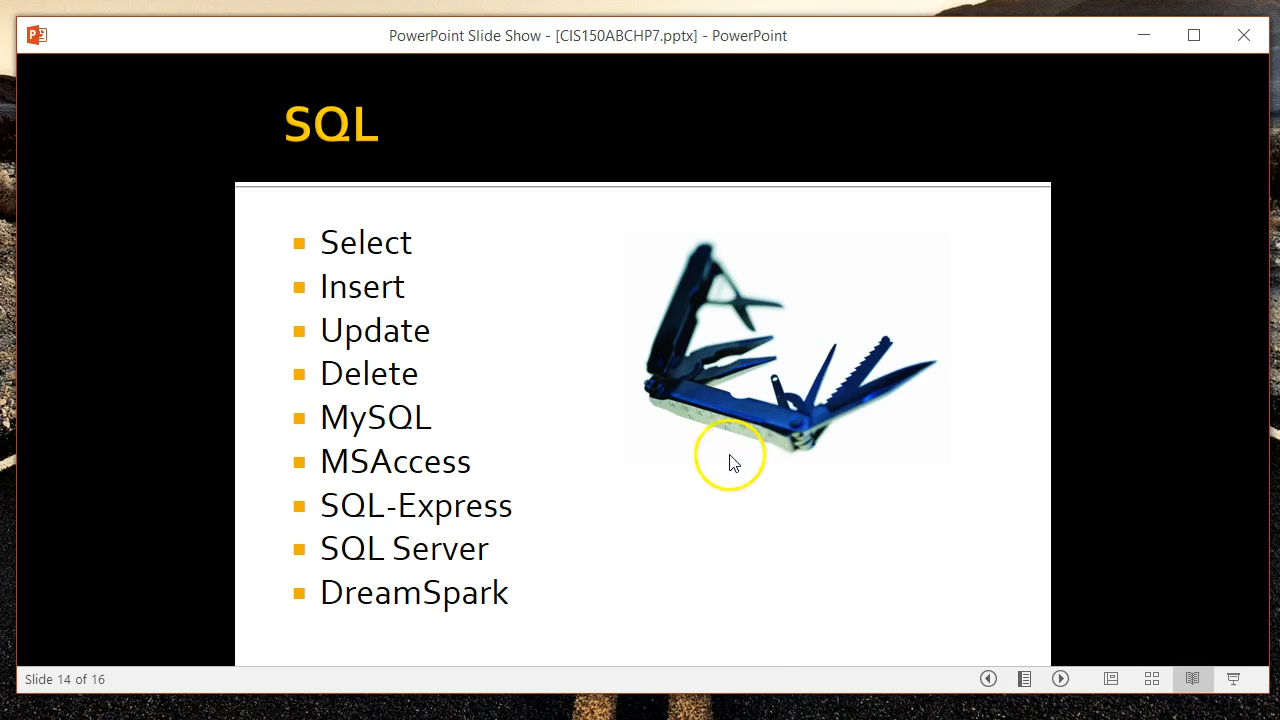 PowerPoint Slide Show - [CIS150ABCHP7.pptx] - PowerPoint
SQL
Select
Insert
Update
Delete
MySQL
MSAccess
SQL-Express
SQL Server
DreamSpark
Slide 14 of 16